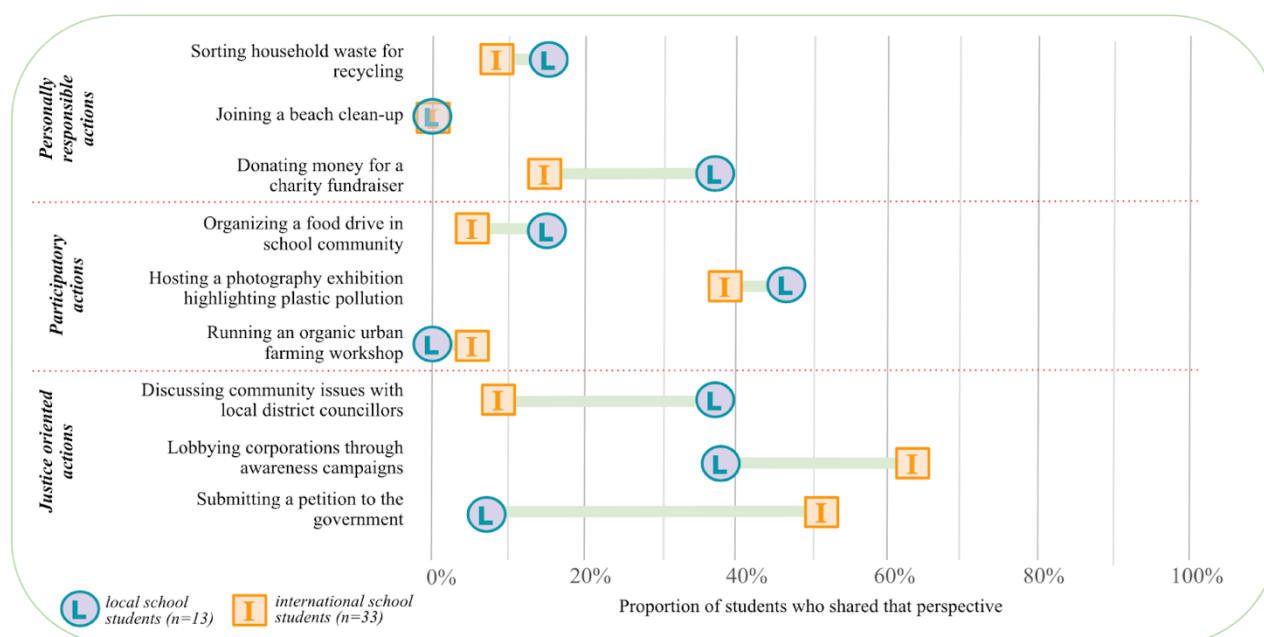 Personally
responsible
actions
Sorting household waste for
recycling
I
L
Joining a beach clean-up
L
I
Donating money for a
charity fundraiser
I
L
Participatory
actions
Organizing a food drive in
school community
I
L
Hosting a photography exhibition
highlighting plastic pollution
I
L
Running an organic urban
farming workshop
L
I
Justice oriented
actions
Discussing community issues with
local district councillors
I
L
Lobbying corporations through
awareness campaigns
L
I
Submitting a petition to the
government
L
I
0% 20% 40% 60% 80% 100%
Proportion of students who shared that perspective
L
local school
students (n=13)
I
international school
students (n=33)